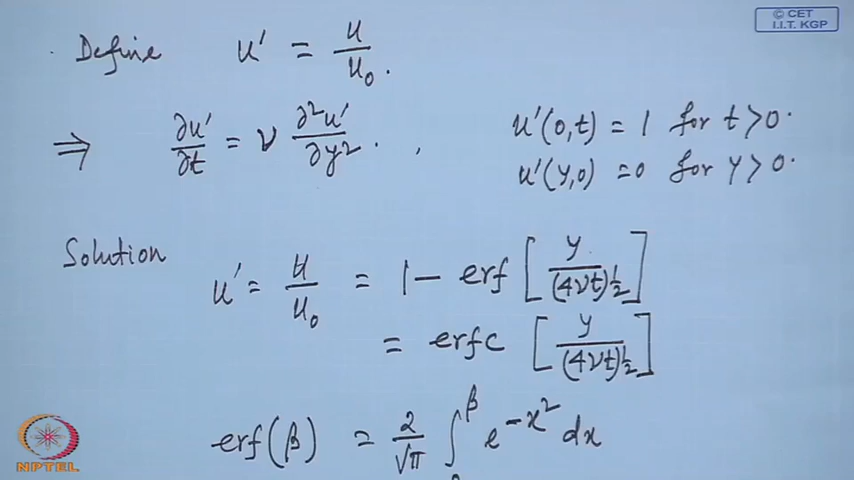 © CET
I.I.T. KGP
Define u' = u/u₀.
⇒ ∂u'/∂t = ν ∂²u'/∂y². , u'(0,t) = 1 for t>0.
u'(y,0) = 0 for y>0.
Solution u' = u/u₀ = 1 − erf [y/(4νt)^½]
= erfc [y/(4νt)^½]
erf(β) = 2/√π ∫^β e^{−x²} dx
NPTEL